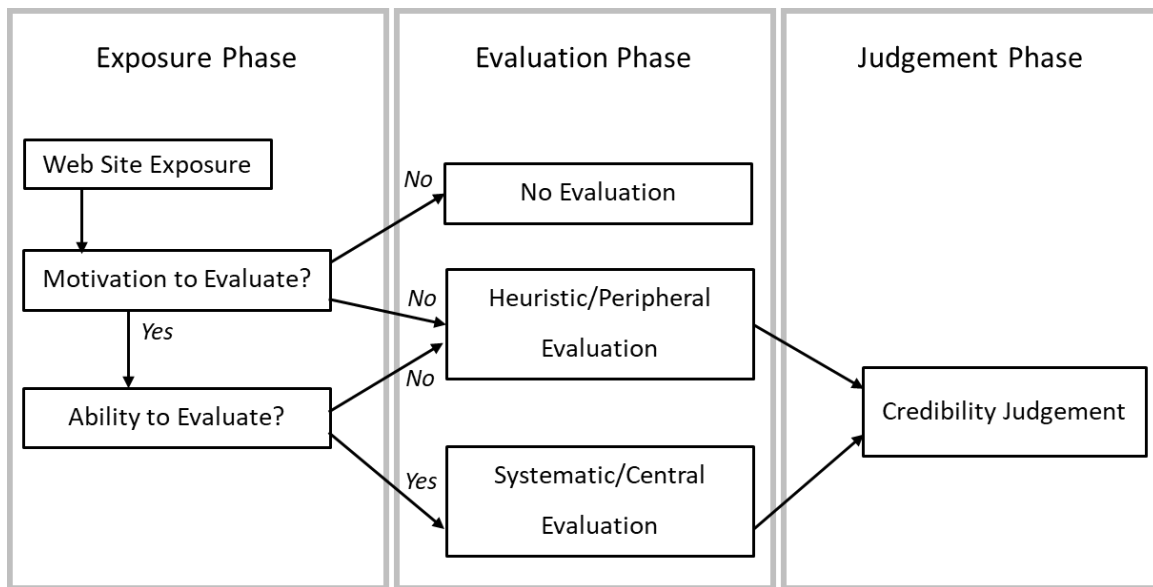 Exposure Phase
Evaluation Phase
Judgement Phase
Web Site Exposure
No
No Evaluation
Motivation to Evaluate?
No
Heuristic/Peripheral
Evaluation
Yes
No
Ability to Evaluate?
Credibility Judgement
Yes
Systematic/Central
Evaluation